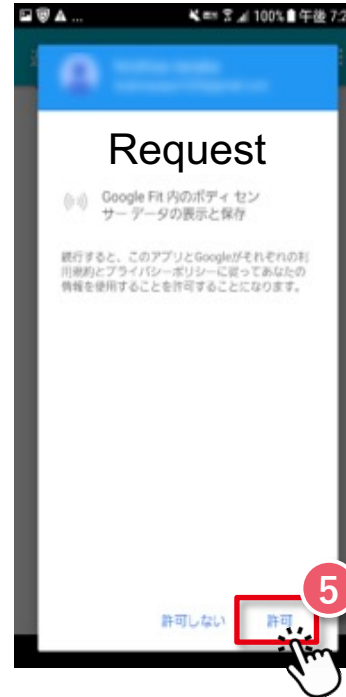 100% 午後 7:2
Request
Google Fit 内のボディ セン
サー データの表示と保存
続行すると、このアプリとGoogleがそれぞれの利
用規約とプライバシーポリシーに従ってあなたの
情報を使用することを許可することになります。
5
許可しない 許可